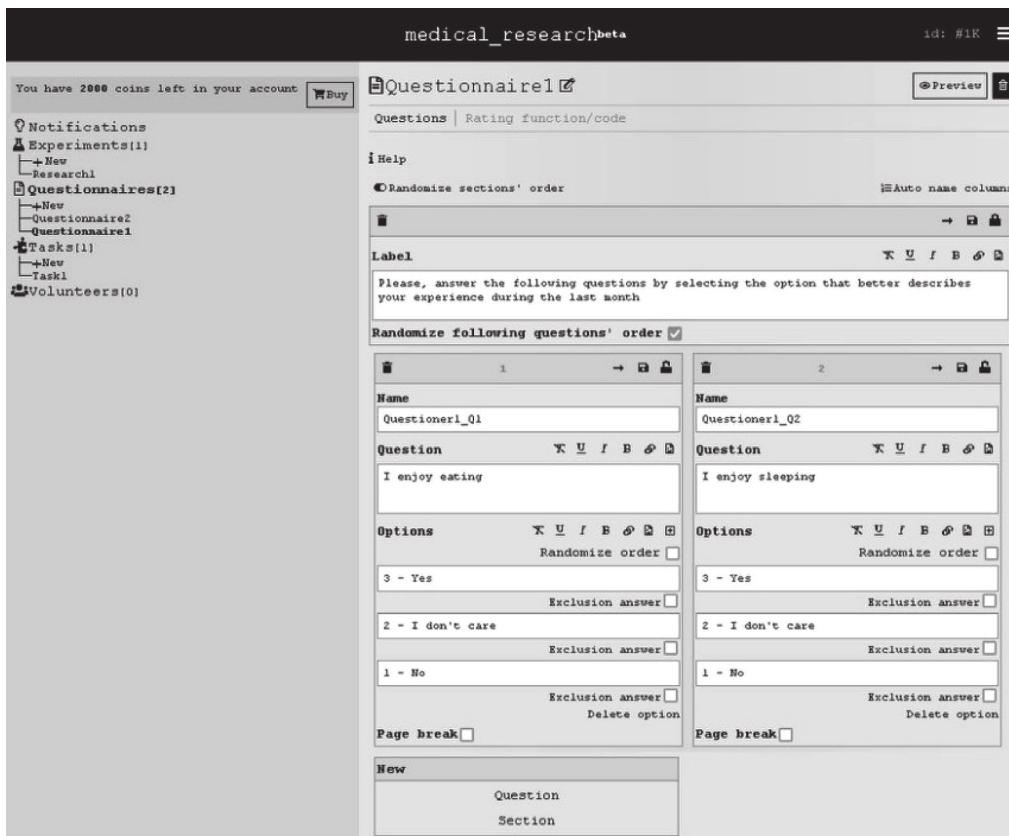 medical_researchbeta
id: #1K
You have 2000 coins left in your account
Buy
Notifications
Experiments[1]
+New
Research1
Questionnaires[2]
+New
Questionnaire2
Questionnaire1
Tasks[1]
+New
Task1
Volunteers[0]
Questionnaire1
Preview
Questions | Rating function/code
i Help
Randomize sections' order
Auto name columns
Label
Please, answer the following questions by selecting the option that better describes
your experience during the last month
Randomize following questions' order
1
Name
Questioner1_Q1
Question
I enjoy eating
Options
Randomize order
3 - Yes
Exclusion answer
2 - I don't care
Exclusion answer
1 - No
Exclusion answer
Delete option
Page break
2
Name
Questioner1_Q2
Question
I enjoy sleeping
Options
Randomize order
3 - Yes
Exclusion answer
2 - I don't care
Exclusion answer
1 - No
Exclusion answer
Delete option
Page break
New
Question
Section